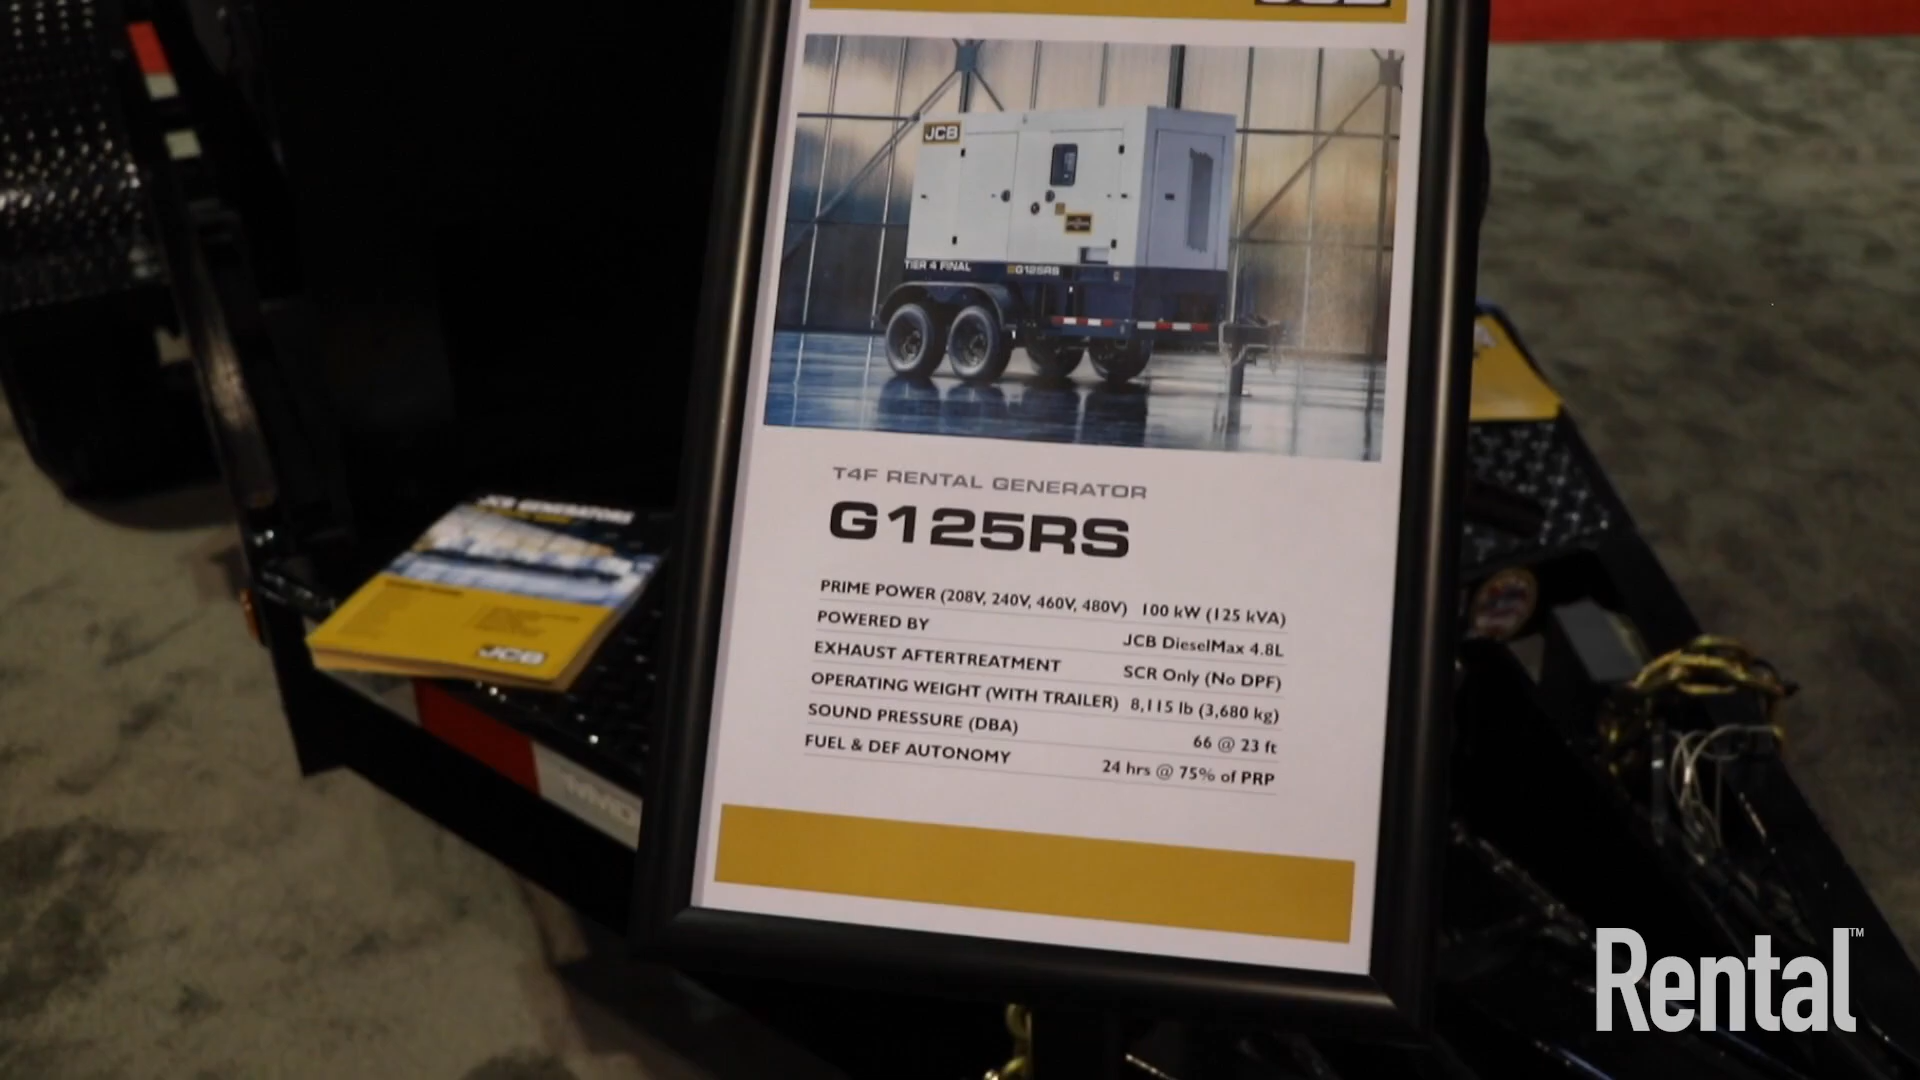 JCB
JCB
TIER 4 FINAL
G125RS
T4F RENTAL GENERATOR
G125RS
PRIME POWER (208V, 240V, 460V, 480V) 100 kW (125 kVA)
POWERED BY JCB DieselMax 4.8L
EXHAUST AFTERTREATMENT SCR Only (No DPF)
OPERATING WEIGHT (WITH TRAILER) 8,115 lb (3,680 kg)
SOUND PRESSURE (DBA) 66 @ 23 ft
FUEL & DEF AUTONOMY 24 hrs @ 75% of PRP
JCB GENERATORS
JCB
Rental™